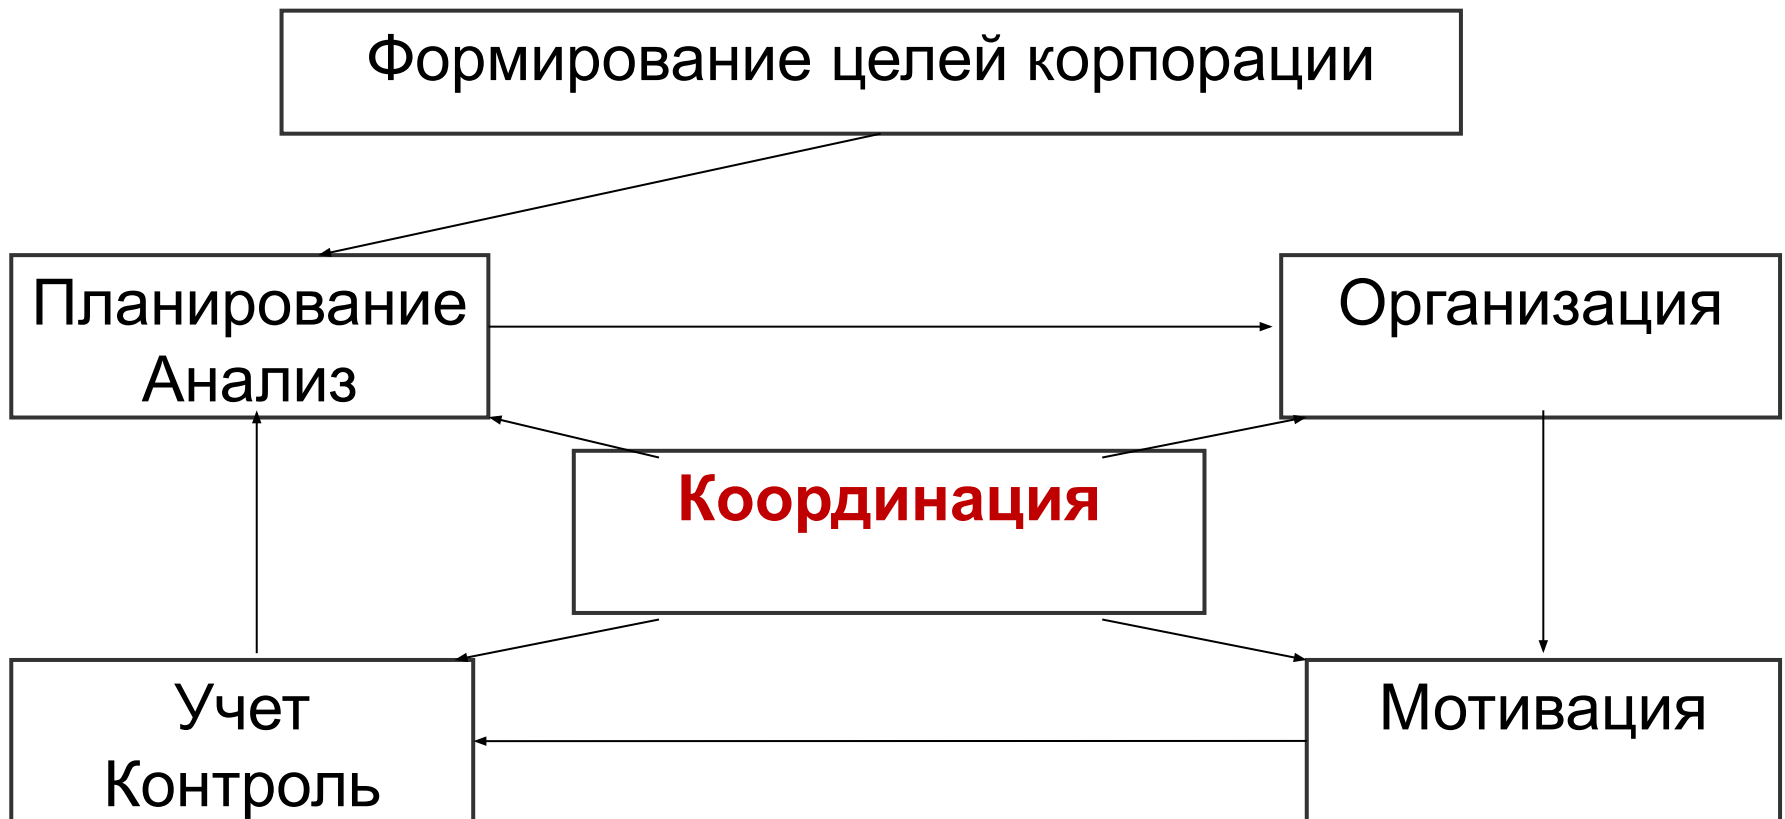 Формирование целей корпорации
Планирование
Анализ
Организация
Координация
Учет
Контроль
Мотивация